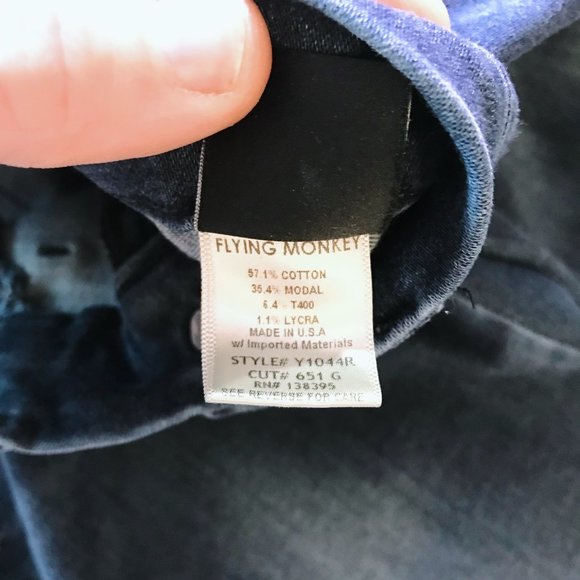 FLYING MONKEY
57.1% COTTON
35.4% MODAL
6.4 - T400
1.1% LYCRA
MADE IN U.S.A
w/ Imported Materials
STYLE# Y1044R
CUT# 651 G
RN# 138395
SEE REVERSE FOR CARE